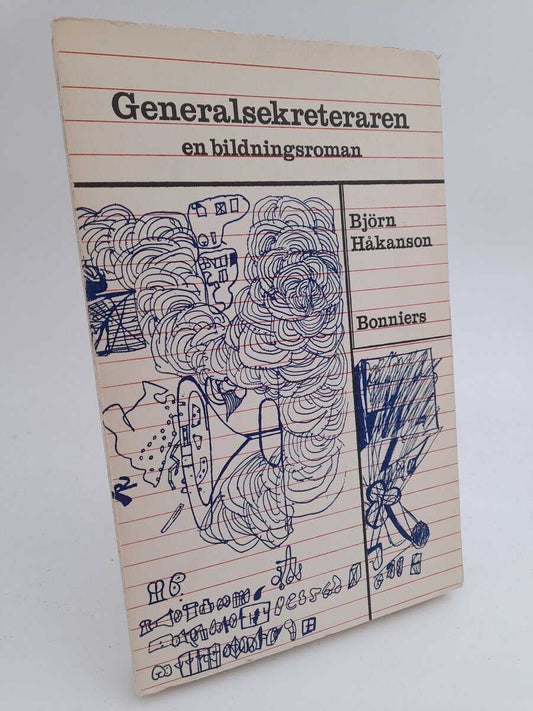 Generalsekreteraren
en bildningsroman
Björn
Håkanson
Bonniers